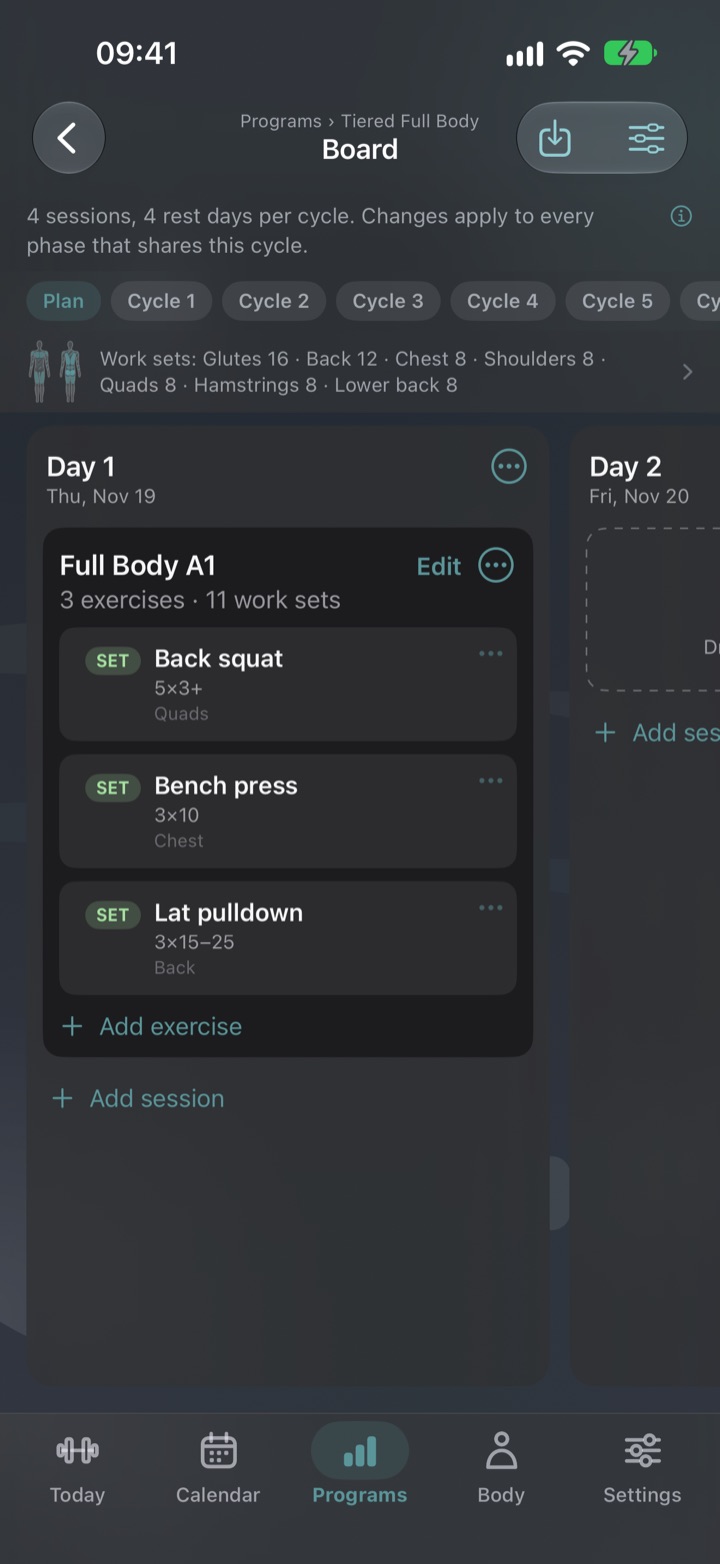 09:41
Programs › Tiered Full Body
Board
4 sessions, 4 rest days per cycle. Changes apply to every
phase that shares this cycle.
Plan
Cycle 1
Cycle 2
Cycle 3
Cycle 4
Cycle 5
Cy
Work sets: Glutes 16 · Back 12 · Chest 8 · Shoulders 8 ·
Quads 8 · Hamstrings 8 · Lower back 8
Day 1
Thu, Nov 19
Full Body A1
Edit
3 exercises · 11 work sets
SET
Back squat
5×3+
Quads
SET
Bench press
3×10
Chest
SET
Lat pulldown
3×15–25
Back
+ Add exercise
+ Add session
Day 2
Fri, Nov 20
+ Add ses
Today
Calendar
Programs
Body
Settings